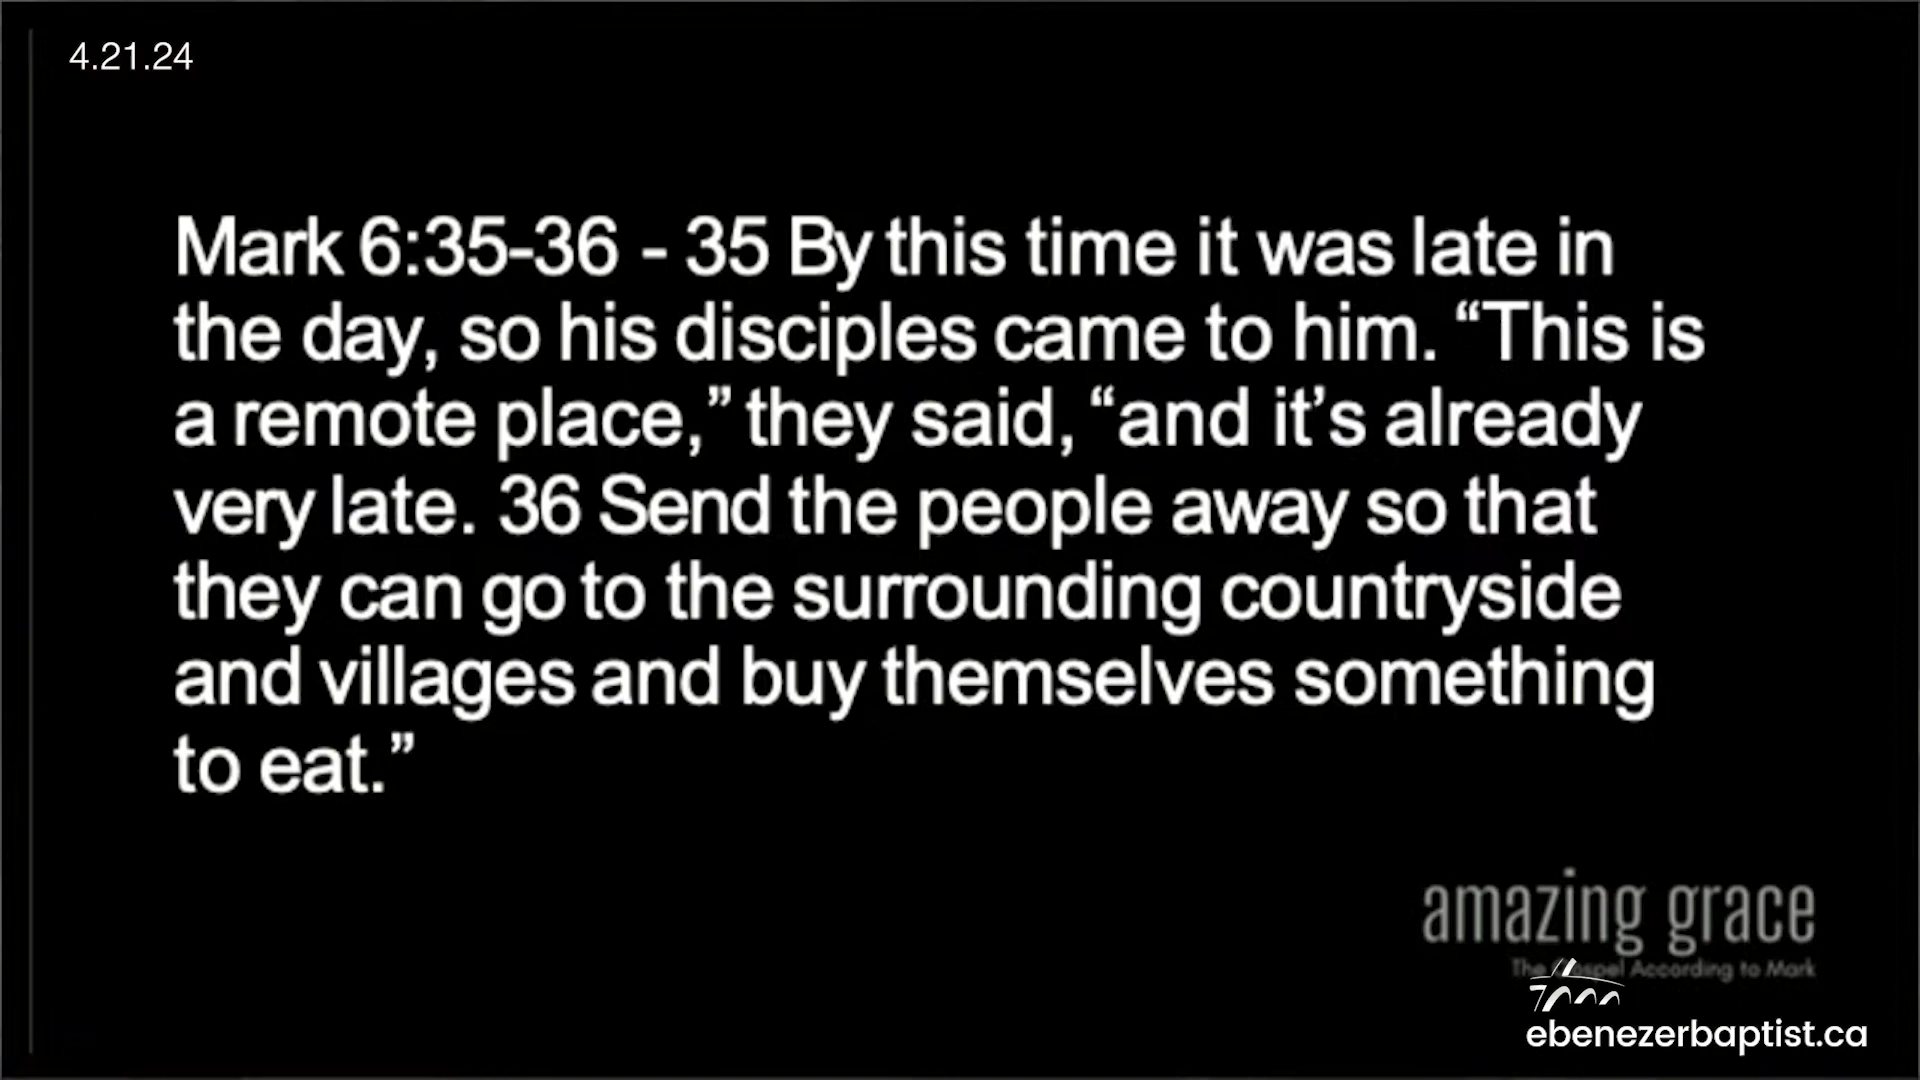 4.21.24
Mark 6:35-36 - 35 By this time it was late in
the day, so his disciples came to him. “This is
a remote place,” they said, “and it’s already
very late. 36 Send the people away so that
they can go to the surrounding countryside
and villages and buy themselves something
to eat.”
amazing grace
The Gospel According to Mark
ebenezerbaptist.ca